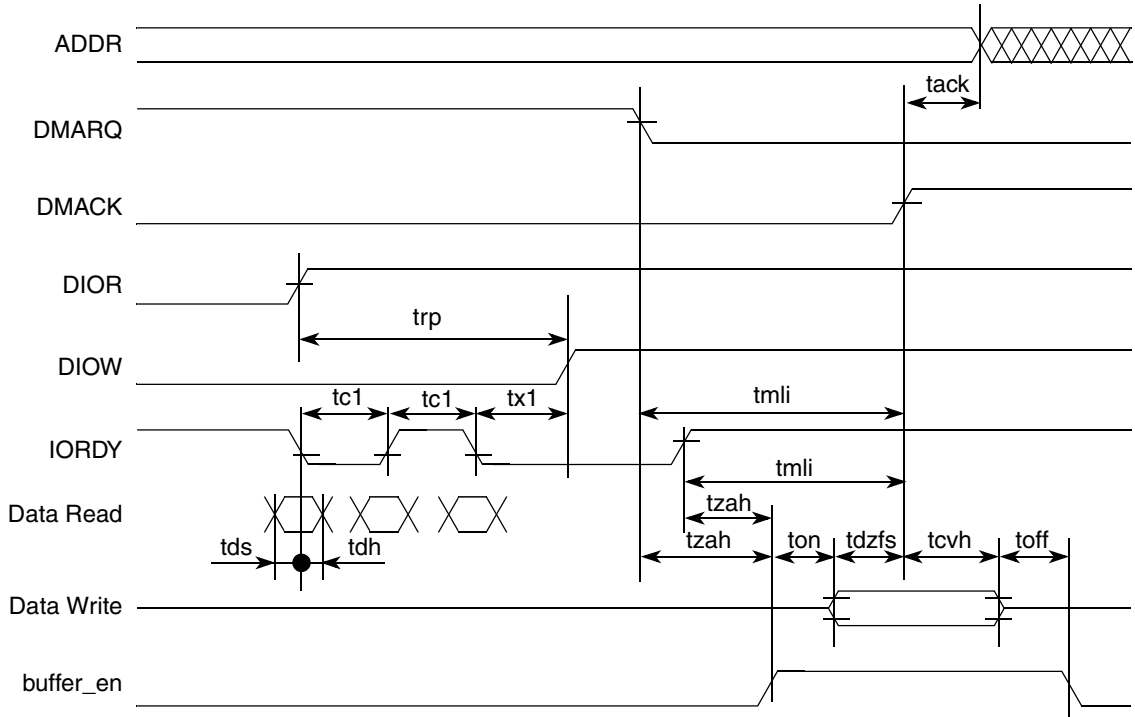 ADDR
tack
DMARQ
DMACK
DIOR
trp
DIOW
tc1 tc1 tx1 tmli
IORDY
tmli
tzah
Data Read
tds tdh tzah ton tdzfs tcvh toff
Data Write
buffer_en